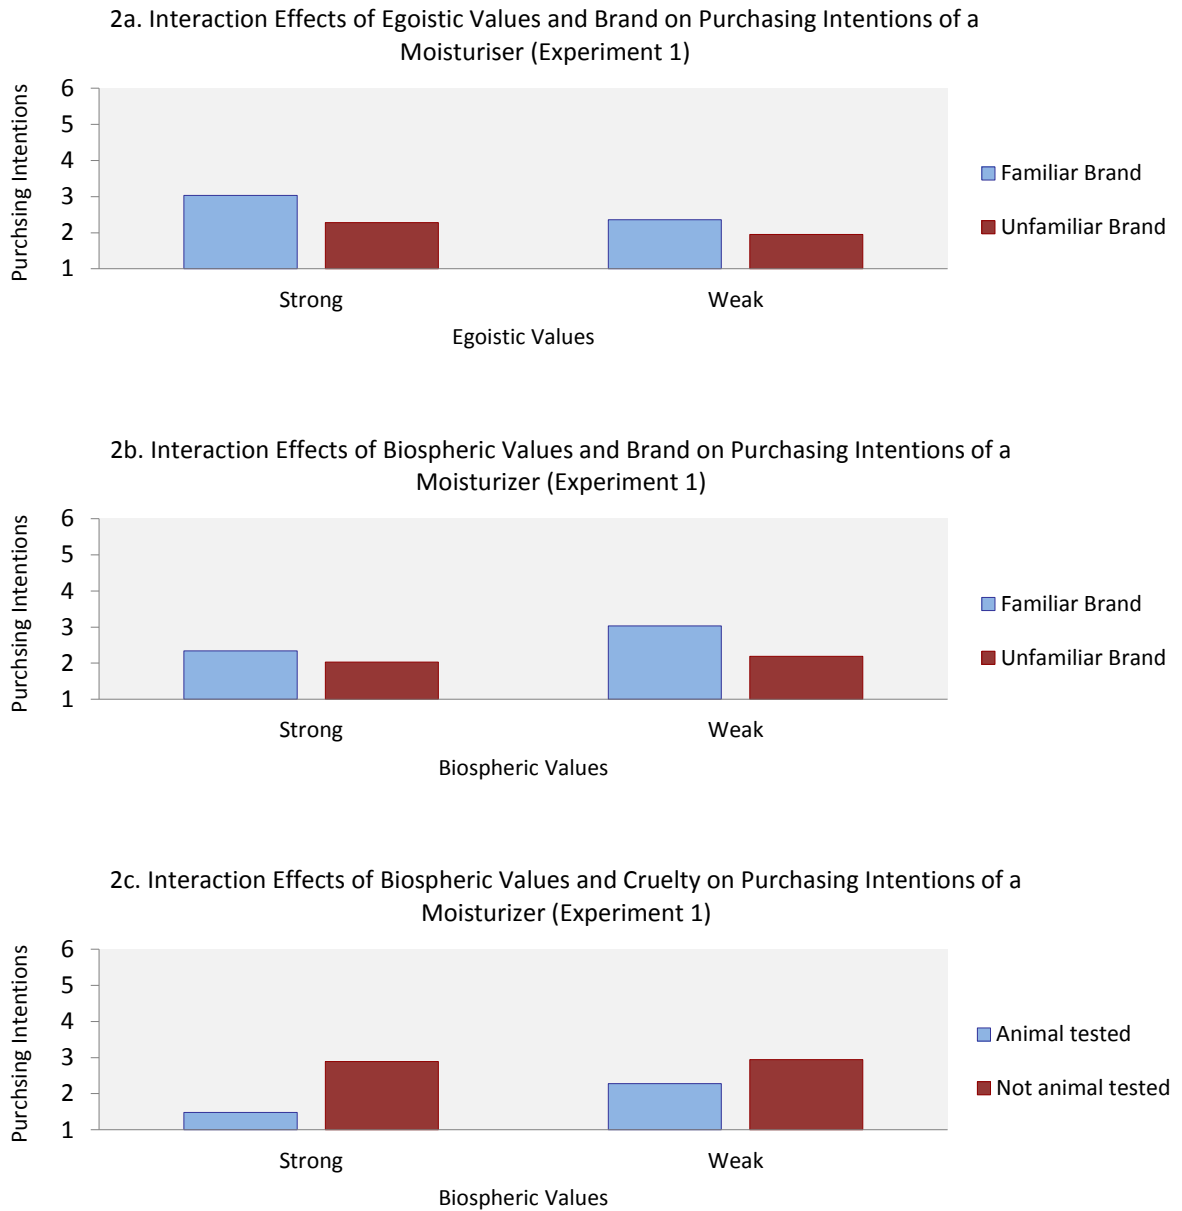 2a. Interaction Effects of Egoistic Values and Brand on Purchasing Intentions of a
Moisturiser (Experiment 1)
Purchsing Intentions
6
5
4
3
2
1
Strong
Weak
Egoistic Values
Familiar Brand
Unfamiliar Brand
2b. Interaction Effects of Biospheric Values and Brand on Purchasing Intentions of a
Moisturizer (Experiment 1)
Purchsing Intentions
6
5
4
3
2
1
Strong
Weak
Biospheric Values
Familiar Brand
Unfamiliar Brand
2c. Interaction Effects of Biospheric Values and Cruelty on Purchasing Intentions of a
Moisturizer (Experiment 1)
Purchsing Intentions
6
5
4
3
2
1
Strong
Weak
Biospheric Values
Animal tested
Not animal tested